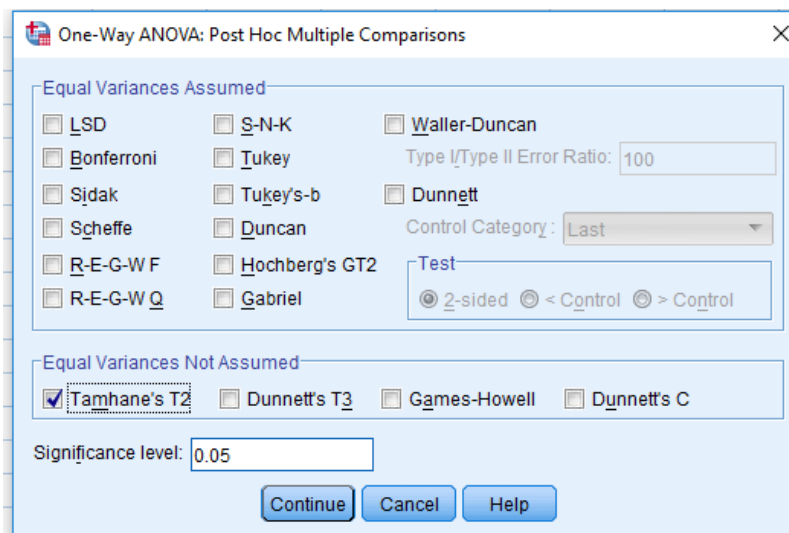 One-Way ANOVA: Post Hoc Multiple Comparisons
Equal Variances Assumed
LSD S-N-K Waller-Duncan
Bonferroni Tukey Type I/Type II Error Ratio: 100
Sidak Tukey's-b Dunnett
Scheffe Duncan Control Category : Last
R-E-G-W F Hochberg's GT2 Test
R-E-G-W Q Gabriel 2-sided < Control > Control
Equal Variances Not Assumed
Tamhane's T2 Dunnett's T3 Games-Howell Dunnett's C
Significance level: 0.05
Continue Cancel Help